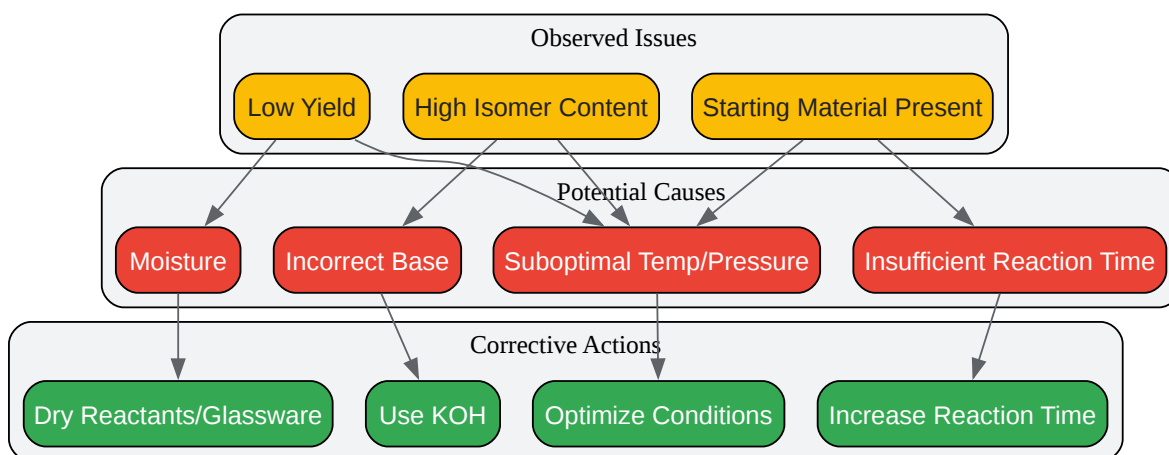 Observed Issues
Low Yield
High Isomer Content
Starting Material Present
Potential Causes
Moisture
Incorrect Base
Suboptimal Temp/Pressure
Insufficient Reaction Time
Corrective Actions
Dry Reactants/Glassware
Use KOH
Optimize Conditions
Increase Reaction Time